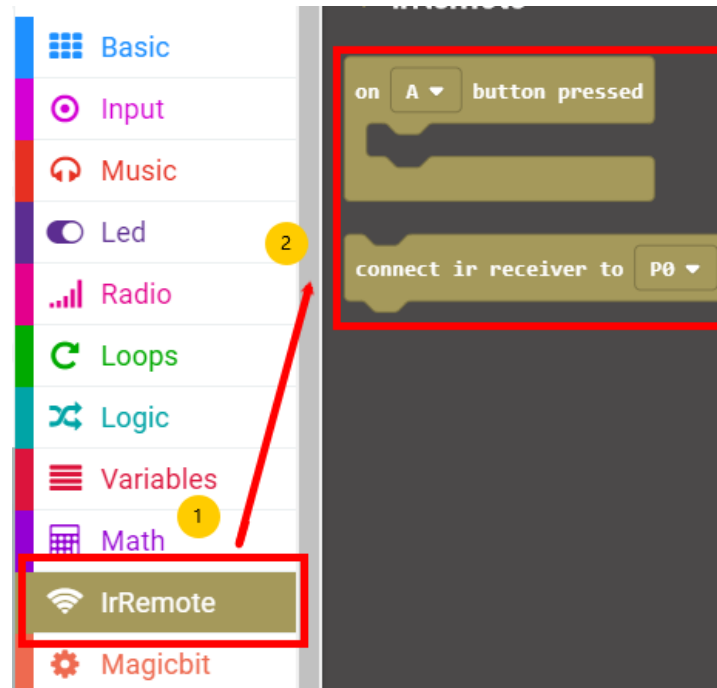 Basic
Input
Music
Led
Radio
Loops
Logic
Variables
Math
IrRemote
Magicbit
1
2
IrRemote
on A button pressed
connect ir receiver to P0